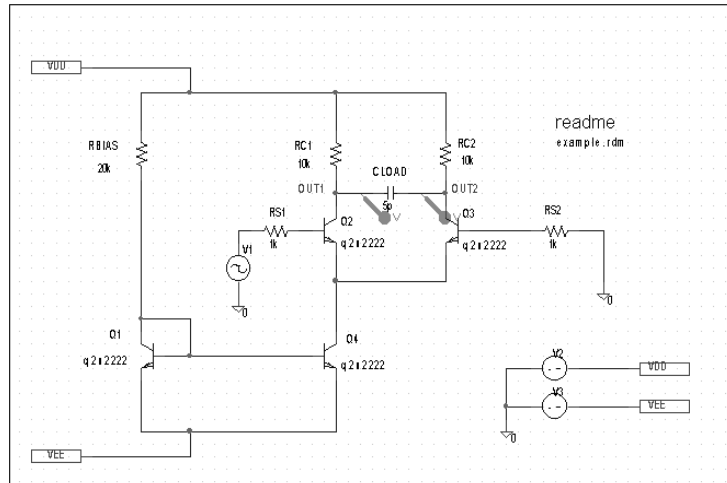 VDD
RBIAS
20k
RC1
10k
RC2
10k
readme
example.rdm
CLOAD
5p
OUT1
OUT2
V
V
RS1
1k
Q2
q2n2222
Q3
q2n2222
RS2
1k
V1
0
0
Q1
q2n2222
Q4
q2n2222
V2
VDD
V3
VEE
0
VEE